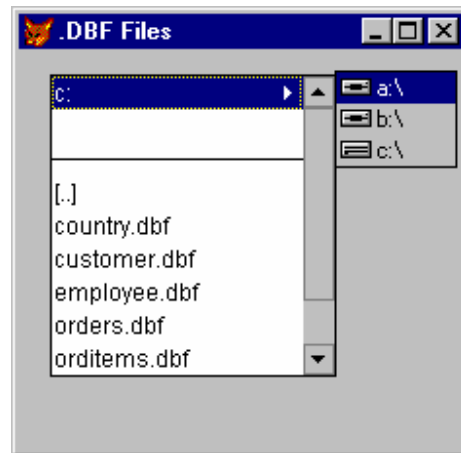 .DBF Files
c:
a:\
b:\
c:\
[..]
country.dbf
customer.dbf
employee.dbf
orders.dbf
orditems.dbf